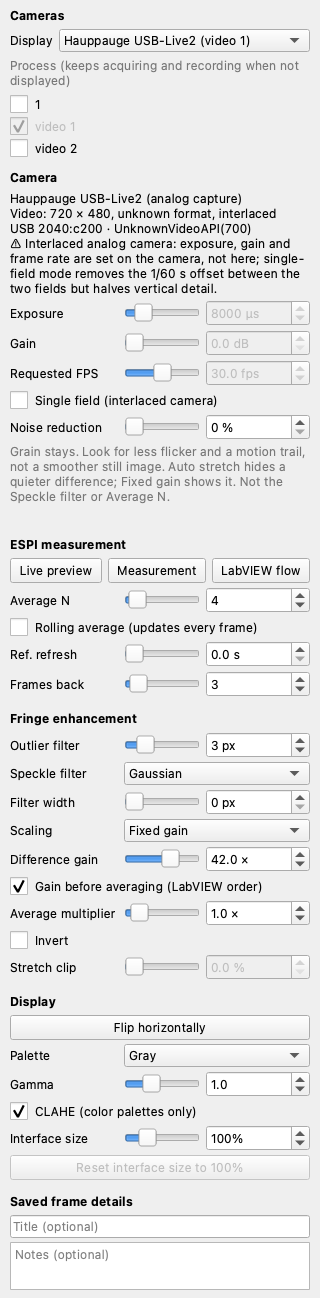 Cameras
Display Hauppauge USB-Live2 (video 1)
Process (keeps acquiring and recording when not
displayed)
1
video 1
video 2
Camera
Hauppauge USB-Live2 (analog capture)
Video: 720 × 480, unknown format, interlaced
USB 2040:c200 · UnknownVideoAPI(700)
⚠ Interlaced analog camera: exposure, gain and
frame rate are set on the camera, not here; single-
field mode removes the 1/60 s offset between the
two fields but halves vertical detail.
Exposure 8000 µs
Gain 0.0 dB
Requested FPS 30.0 fps
Single field (interlaced camera)
Noise reduction 0 %
Grain stays. Look for less flicker and a motion trail,
not a smoother still image. Auto stretch hides a
quieter difference; Fixed gain shows it. Not the
Speckle filter or Average N.
ESPI measurement
Live preview Measurement LabVIEW flow
Average N 4
Rolling average (updates every frame)
Ref. refresh 0.0 s
Frames back 3
Fringe enhancement
Outlier filter 3 px
Speckle filter Gaussian
Filter width 0 px
Scaling Fixed gain
Difference gain 42.0 ×
Gain before averaging (LabVIEW order)
Average multiplier 1.0 ×
Invert
Stretch clip 0.0 %
Display
Flip horizontally
Palette Gray
Gamma 1.0
CLAHE (color palettes only)
Interface size 100%
Reset interface size to 100%
Saved frame details
Title (optional)
Notes (optional)